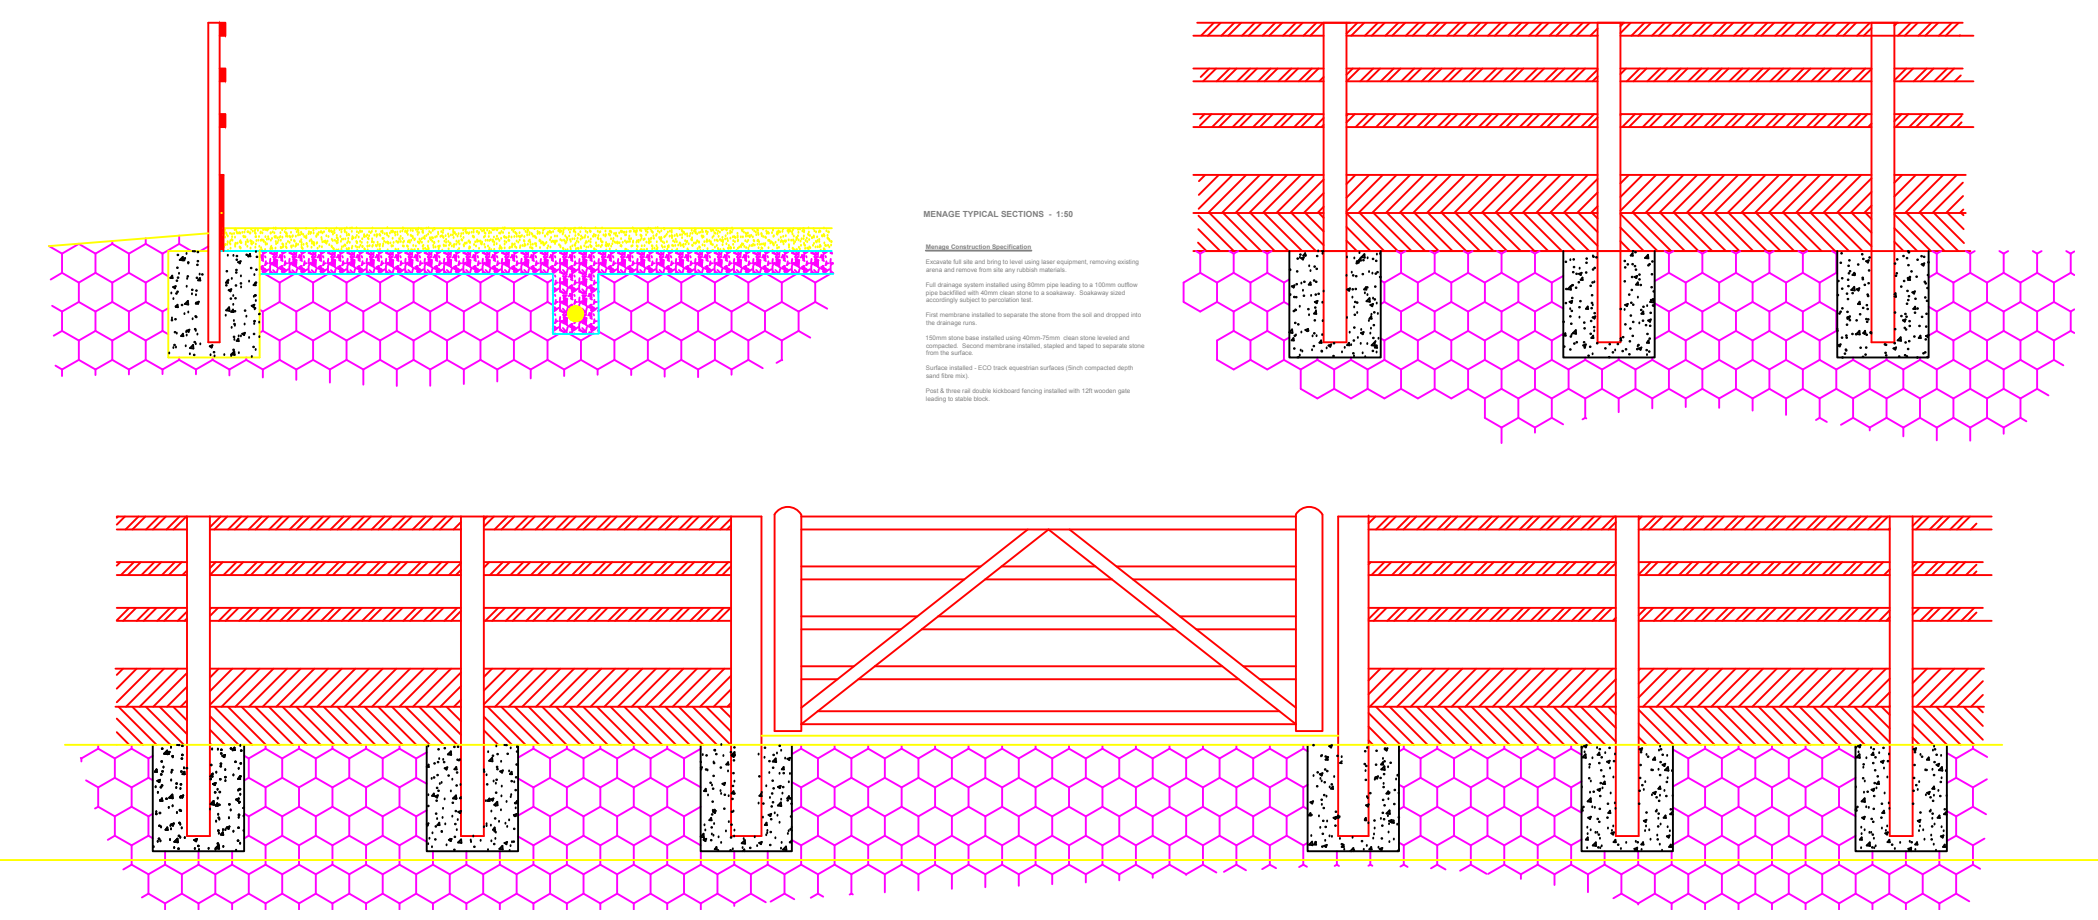 MENAGE TYPICAL SECTIONS - 1:50
Menage Construction Specification
Excavate full site and bring to level using laser equipment, removing existing
arena and remove from site any rubbish materials.
Full drainage system installed using 80mm pipe leading to a 100mm outflow
pipe backfilled with 40mm clean stone to a soakaway. Soakaway sized
accordingly subject to percolation test.
First membrane installed to separate the stone from the soil and dropped into
the drainage runs.
150mm stone base installed using 40mm-75mm clean stone leveled and
compacted. Second membrane installed, stapled and taped to separate stone
from the surface.
Surface installed - ECO track equestrian surfaces (5inch compacted depth
sand fibre mix).
Post & three rail double kickboard fencing installed with 12ft wooden gate
leading to stable block.